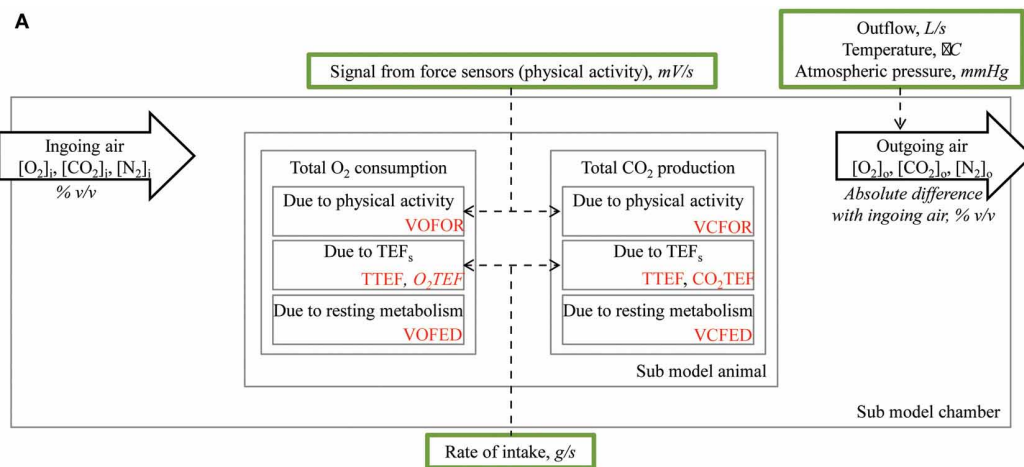 A
Outflow, L/s
Temperature, C
Atmospheric pressure, mmHg
Signal from force sensors (physical activity), mV/s
Ingoing air
[O₂]ᵢ, [CO₂]ᵢ, [N₂]ᵢ
% v/v
Outgoing air
[O₂]ₒ, [CO₂]ₒ, [N₂]ₒ
Absolute difference
with ingoing air, % v/v
Total O₂ consumption
Due to physical activity
VOFOR
Due to TEFₛ
TTEF, O₂TEF
Due to resting metabolism
VOFED
Total CO₂ production
Due to physical activity
VCFOR
Due to TEFₛ
TTEF, CO₂TEF
Due to resting metabolism
VCFED
Sub model animal
Sub model chamber
Rate of intake, g/s